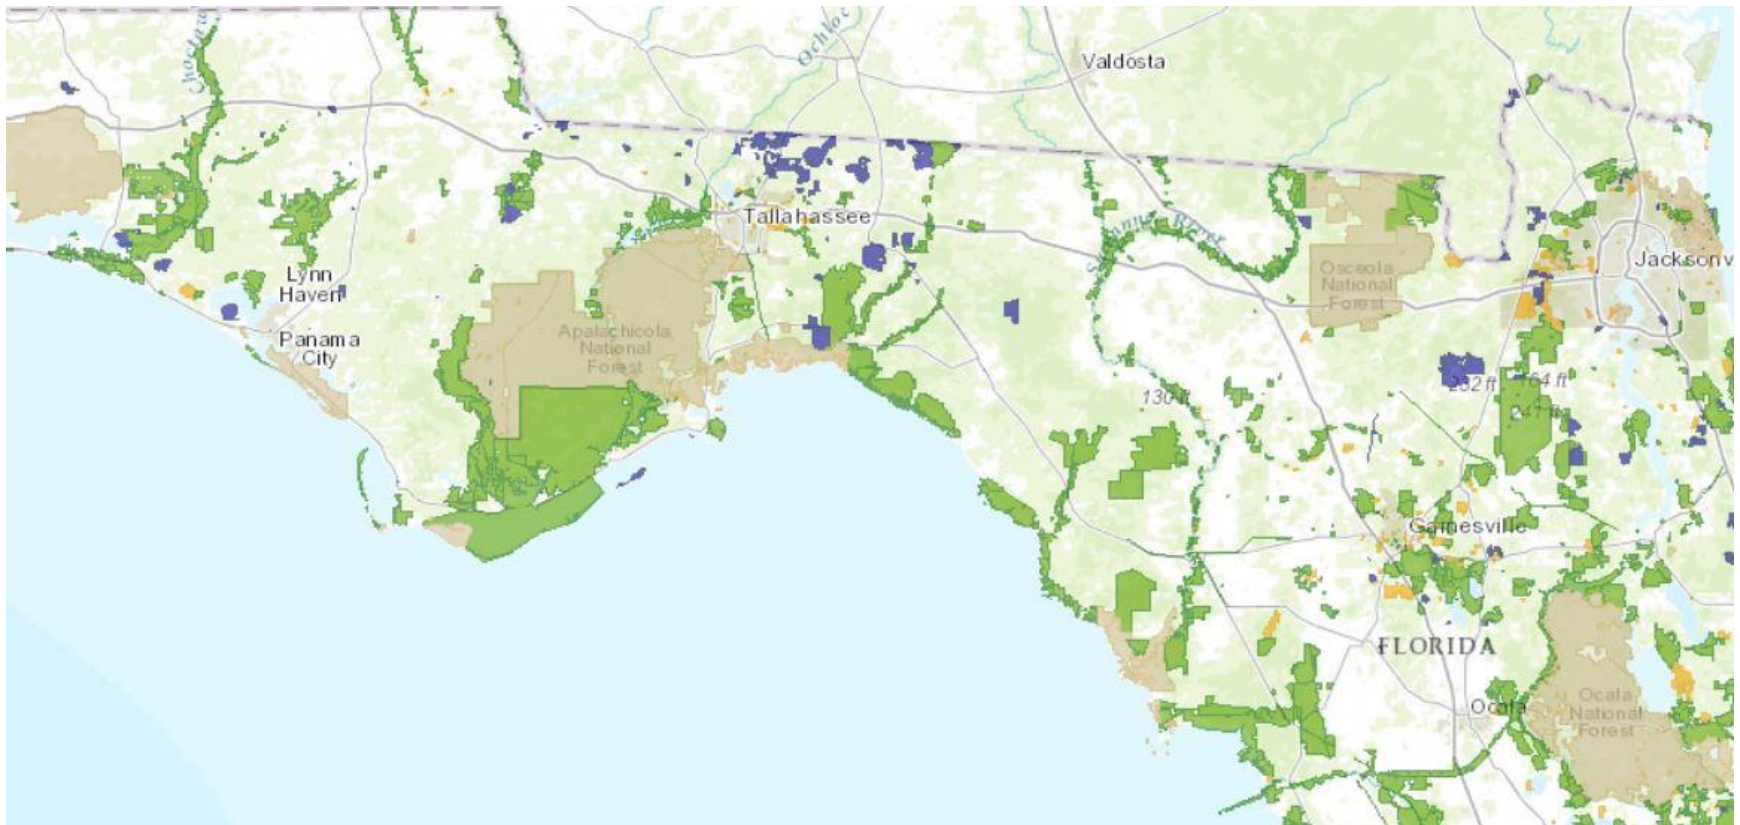 Valdosta
Tallahassee
Lynn
Haven
Panama
City
Apalachicola
National
Forest
Osceola
National
Forest
Jacksonv
130 ft
232 ft
164 ft
241 ft
Gainesville
FLORIDA
Ocala
Ocala
National
Forest